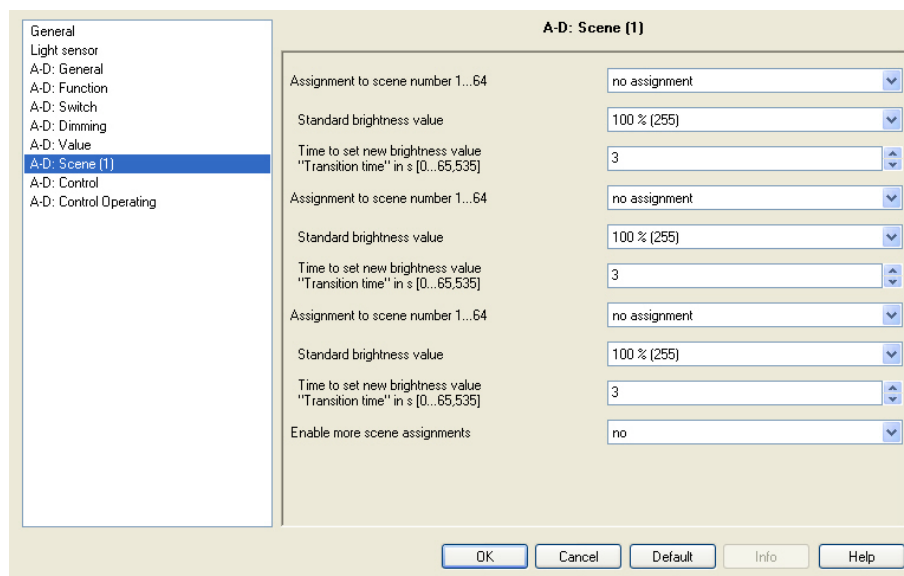 A-D: Scene (1)
General
Light sensor
A-D: General
A-D: Function
A-D: Switch
A-D: Dimming
A-D: Value
A-D: Scene (1)
A-D: Control
A-D: Control Operating
Assignment to scene number 1...64
no assignment
Standard brightness value
100 % (255)
Time to set new brightness value
"Transition time" in s [0...65,535]
3
Assignment to scene number 1...64
no assignment
Standard brightness value
100 % (255)
Time to set new brightness value
"Transition time" in s [0...65,535]
3
Assignment to scene number 1...64
no assignment
Standard brightness value
100 % (255)
Time to set new brightness value
"Transition time" in s [0...65,535]
3
Enable more scene assignments
no
OK
Cancel
Default
Info
Help